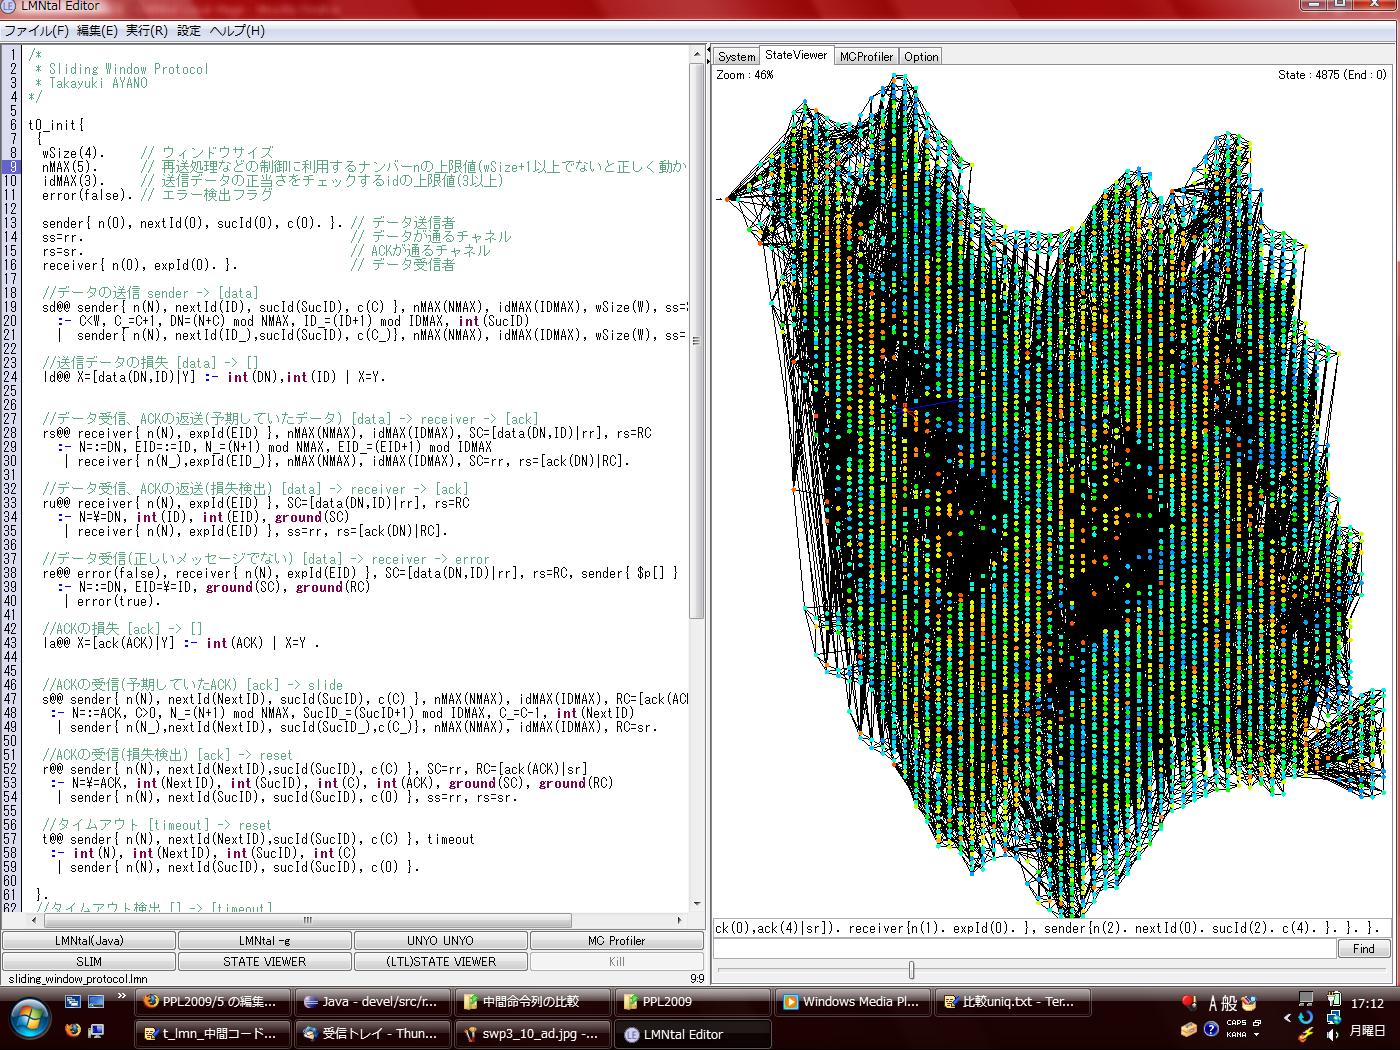 LMNtal Editor
ファイル(F) 編集(E) 実行(R) 設定 ヘルプ(H)
1 /*
2 * Sliding Window Protocol
3 * Takayuki AYANO
4 */
5
6 t0_init{
7 {
8 wSize(4). // ウィンドウサイズ
9 nMAX(5). // 再送処理などの制御に利用するナンバーnの上限値(wSize+1以上でないと正しく動か
10 idMAX(3). // 送信データの正当さをチェックするidの上限値(3以上)
11 error(false). // エラー検出フラグ
12
13 sender{ n(0), nextId(0), sucId(0), c(0). }. // データ送信者
14 ss=rr. // データが通るチャネル
15 rs=sr. // ACKが通るチャネル
16 receiver{ n(0), expId(0). }. // データ受信者
17
18 //データの送信 sender -> [data]
19 sd@@ sender{ n(N), nextId(ID), sucId(SucID), c(C) }, nMAX(NMAX), idMAX(IDMAX), wSize(W), ss=
20 :- C<W, C_=C+1, DN=(N+C) mod NMAX, ID_=(ID+1) mod IDMAX, int(SucID)
21 | sender{ n(N), nextId(ID_),sucId(SucID), c(C_)}, nMAX(NMAX), idMAX(IDMAX), wSize(W), ss=
22
23 //送信データの損失 [data] -> []
24 ld@@ X=[data(DN,ID)|Y] :- int(DN),int(ID) | X=Y.
25
26
27 //データ受信、ACKの返送(予期していたデータ) [data] -> receiver -> [ack]
28 rs@@ receiver{ n(N), expId(EID) }, nMAX(NMAX), idMAX(IDMAX), SC=[data(DN,ID)|rr], rs=RC
29 :- N=:=DN, EID=:=ID, N_=(N+1) mod NMAX, EID_=(EID+1) mod IDMAX
30 | receiver{ n(N_),expId(EID_)}, nMAX(NMAX), idMAX(IDMAX), SC=rr, rs=[ack(DN)|RC].
31
32 //データ受信、ACKの返送(損失検出) [data] -> receiver -> [ack]
33 ru@@ receiver{ n(N), expId(EID) }, SC=[data(DN,ID)|rr], rs=RC
34 :- N=¥=DN, int(ID), int(EID), ground(SC)
35 | receiver{ n(N), expId(EID) }, ss=rr, rs=[ack(DN)|RC].
36
37 //データ受信(正しいメッセージでない) [data] -> receiver -> error
38 re@@ error(false), receiver{ n(N), expId(EID) }, SC=[data(DN,ID)|rr], rs=RC, sender{ $p[] }
39 :- N=:=DN, EID=¥=ID, ground(SC), ground(RC)
40 | error(true).
41
42 //ACKの損失 [ack] -> []
43 la@@ X=[ack(ACK)|Y] :- int(ACK) | X=Y .
44
45
46 //ACKの受信(予期していたACK) [ack] -> slide
47 s@@ sender{ n(N), nextId(NextID), sucId(SucID), c(C) }, nMAX(NMAX), idMAX(IDMAX), RC=[ack(ACK
48 :- N=:=ACK, C>0, N_=(N+1) mod NMAX, SucID_=(SucID+1) mod IDMAX, C_=C-1, int(NextID)
49 | sender{ n(N_),nextId(NextID), sucId(SucID_),c(C_)}, nMAX(NMAX), idMAX(IDMAX), RC=sr.
50
51 //ACKの受信(損失検出) [ack] -> reset
52 r@@ sender{ n(N), nextId(NextID),sucId(SucID), c(C) }, SC=rr, RC=[ack(ACK)|sr]
53 :- N=¥=ACK, int(NextID), int(SucID), int(C), int(ACK), ground(SC), ground(RC)
54 | sender{ n(N), nextId(SucID), sucId(SucID), c(0) }, ss=rr, rs=sr.
55
56 //タイムアウト [timeout] -> reset
57 t@@ sender{ n(N), nextId(NextID),sucId(SucID), c(C) }, timeout
58 :- int(N), int(NextID), int(SucID), int(C)
59 | sender{ n(N), nextId(SucID), sucId(SucID), c(0) }.
60
61 }.
62 //タイムアウト検出 [] -> [timeout]
LMNtal(Java) LMNtal -g UNYO UNYO MC Profiler
SLIM STATE VIEWER (LTL)STATE VIEWER Kill
sliding_window_protocol.lmn 9:9
System StateViewer MCProfiler Option
Zoom : 46% State : 4875 (End : 0)
ck(0),ack(4)|sr]). receiver{n(1). expId(0). }, sender{n(2). nextId(0). sucId(2). c(4). }. }. }.
Find
PPL2009/5 の編集... Java - devel/src/r... 中間命令列の比較 PPL2009 Windows Media Pl... 比較uniq.txt - Ter...
t_lmn_中間コード... 受信トレイ - Thun... swp3_10_ad.jpg -... LMNtal Editor
A 般
CAPS
KANA
17:12
月曜日